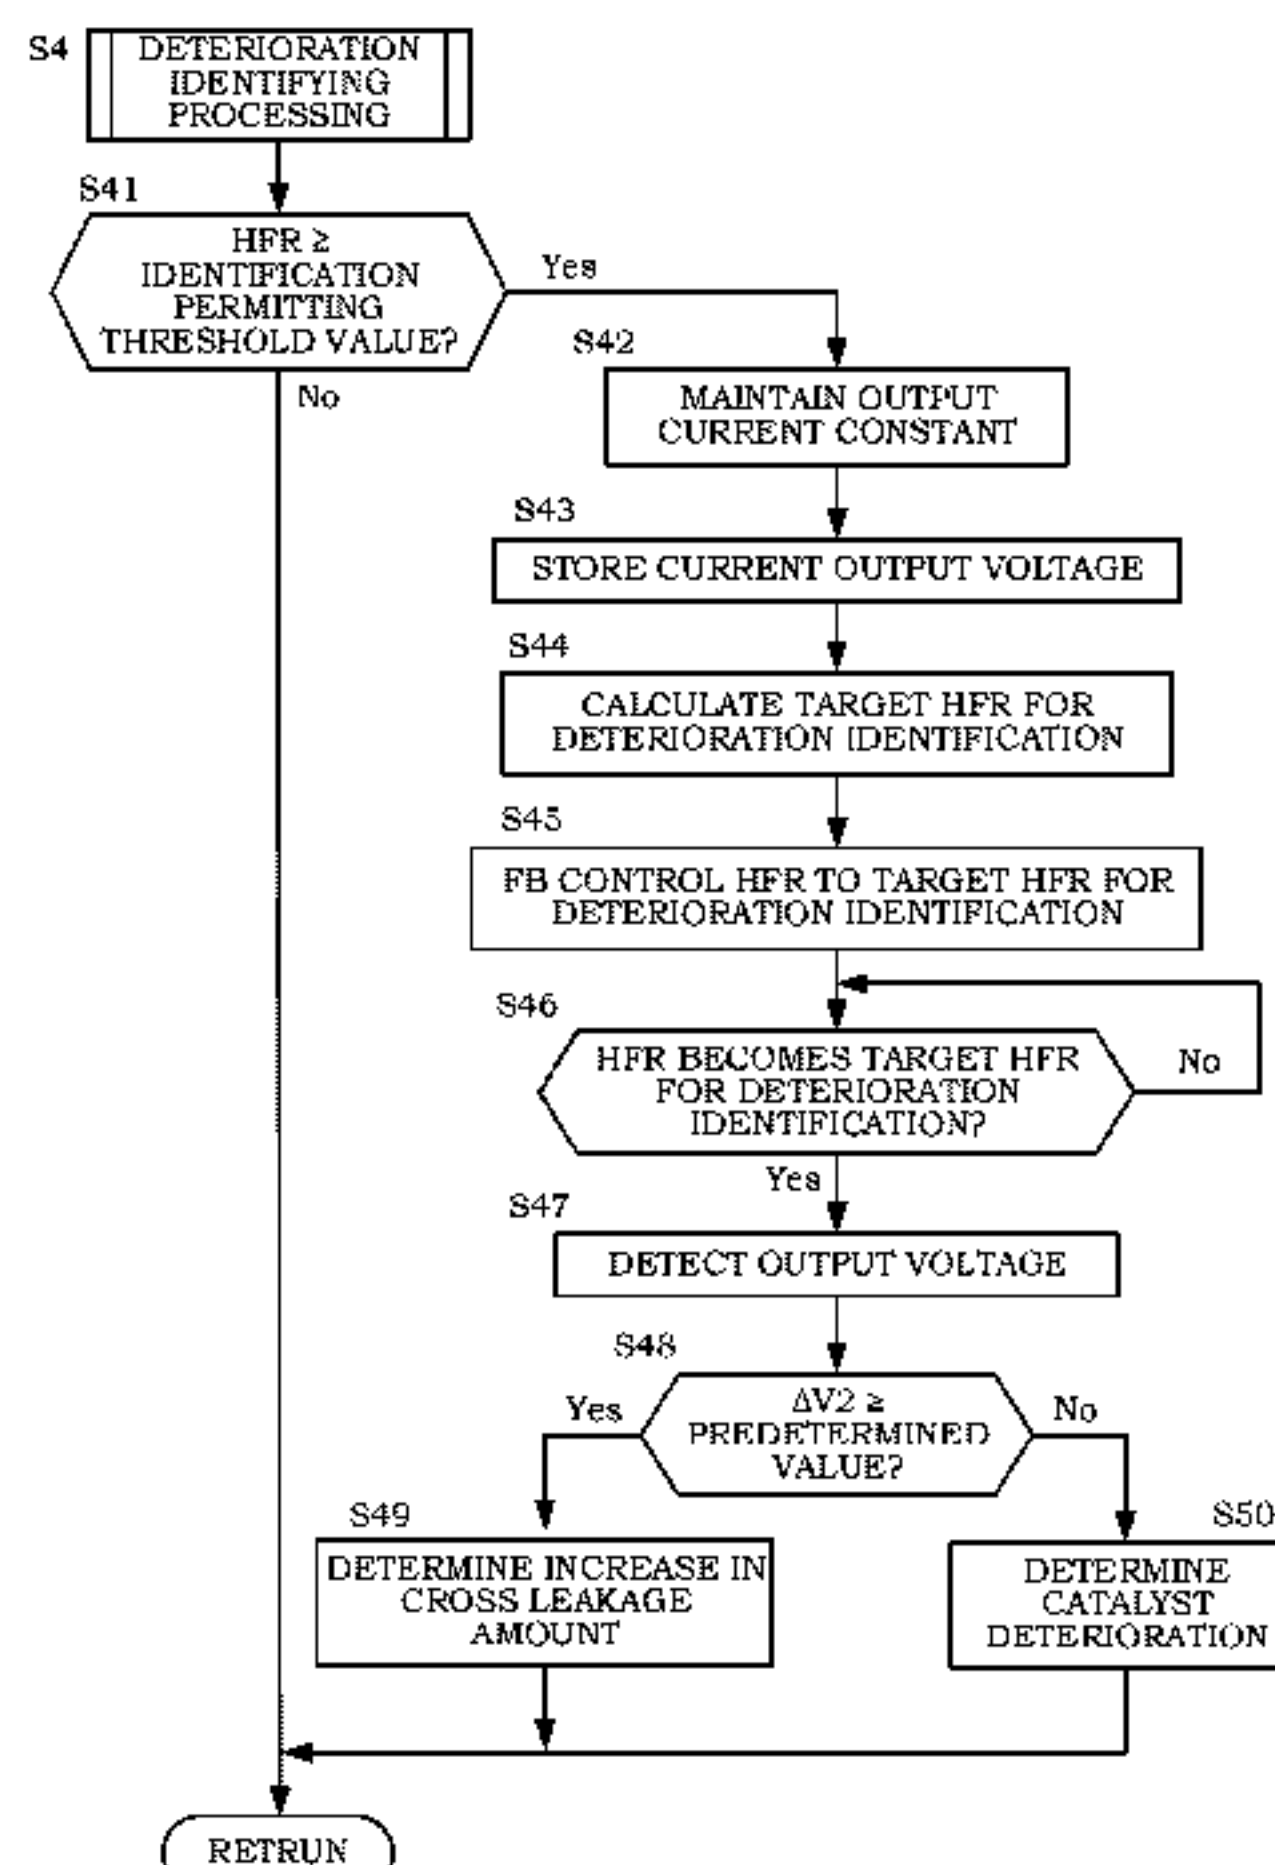 S4
DETERIORATION
IDENTIFYING
PROCESSING
S41
HFR ≥
IDENTIFICATION
PERMITTING
THRESHOLD VALUE?
Yes
No
S42
MAINTAIN OUTPUT
CURRENT CONSTANT
S43
STORE CURRENT OUTPUT VOLTAGE
S44
CALCULATE TARGET HFR FOR
DETERIORATION IDENTIFICATION
S45
FB CONTROL HFR TO TARGET HFR FOR
DETERIORATION IDENTIFICATION
S46
HFR BECOMES TARGET HFR
FOR DETERIORATION
IDENTIFICATION?
No
Yes
S47
DETECT OUTPUT VOLTAGE
S48
ΔV2 ≥
PREDETERMINED
VALUE?
Yes
No
S49
DETERMINE INCREASE IN
CROSS LEAKAGE
AMOUNT
S50
DETERMINE
CATALYST
DETERIORATION
RETRUN